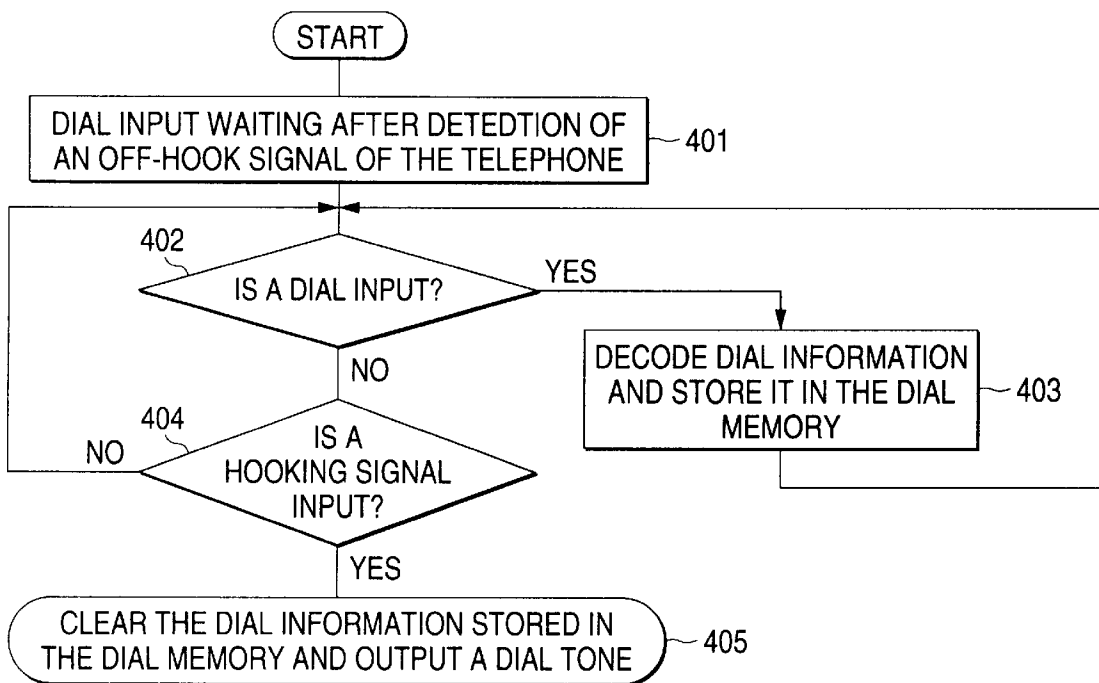 START
DIAL INPUT WAITING AFTER DETEDTION OF
AN OFF-HOOK SIGNAL OF THE TELEPHONE
401
402
IS A DIAL INPUT?
YES
NO
DECODE DIAL INFORMATION
AND STORE IT IN THE DIAL
MEMORY
403
404
IS A
HOOKING SIGNAL
INPUT?
NO
YES
CLEAR THE DIAL INFORMATION STORED IN
THE DIAL MEMORY AND OUTPUT A DIAL TONE
405